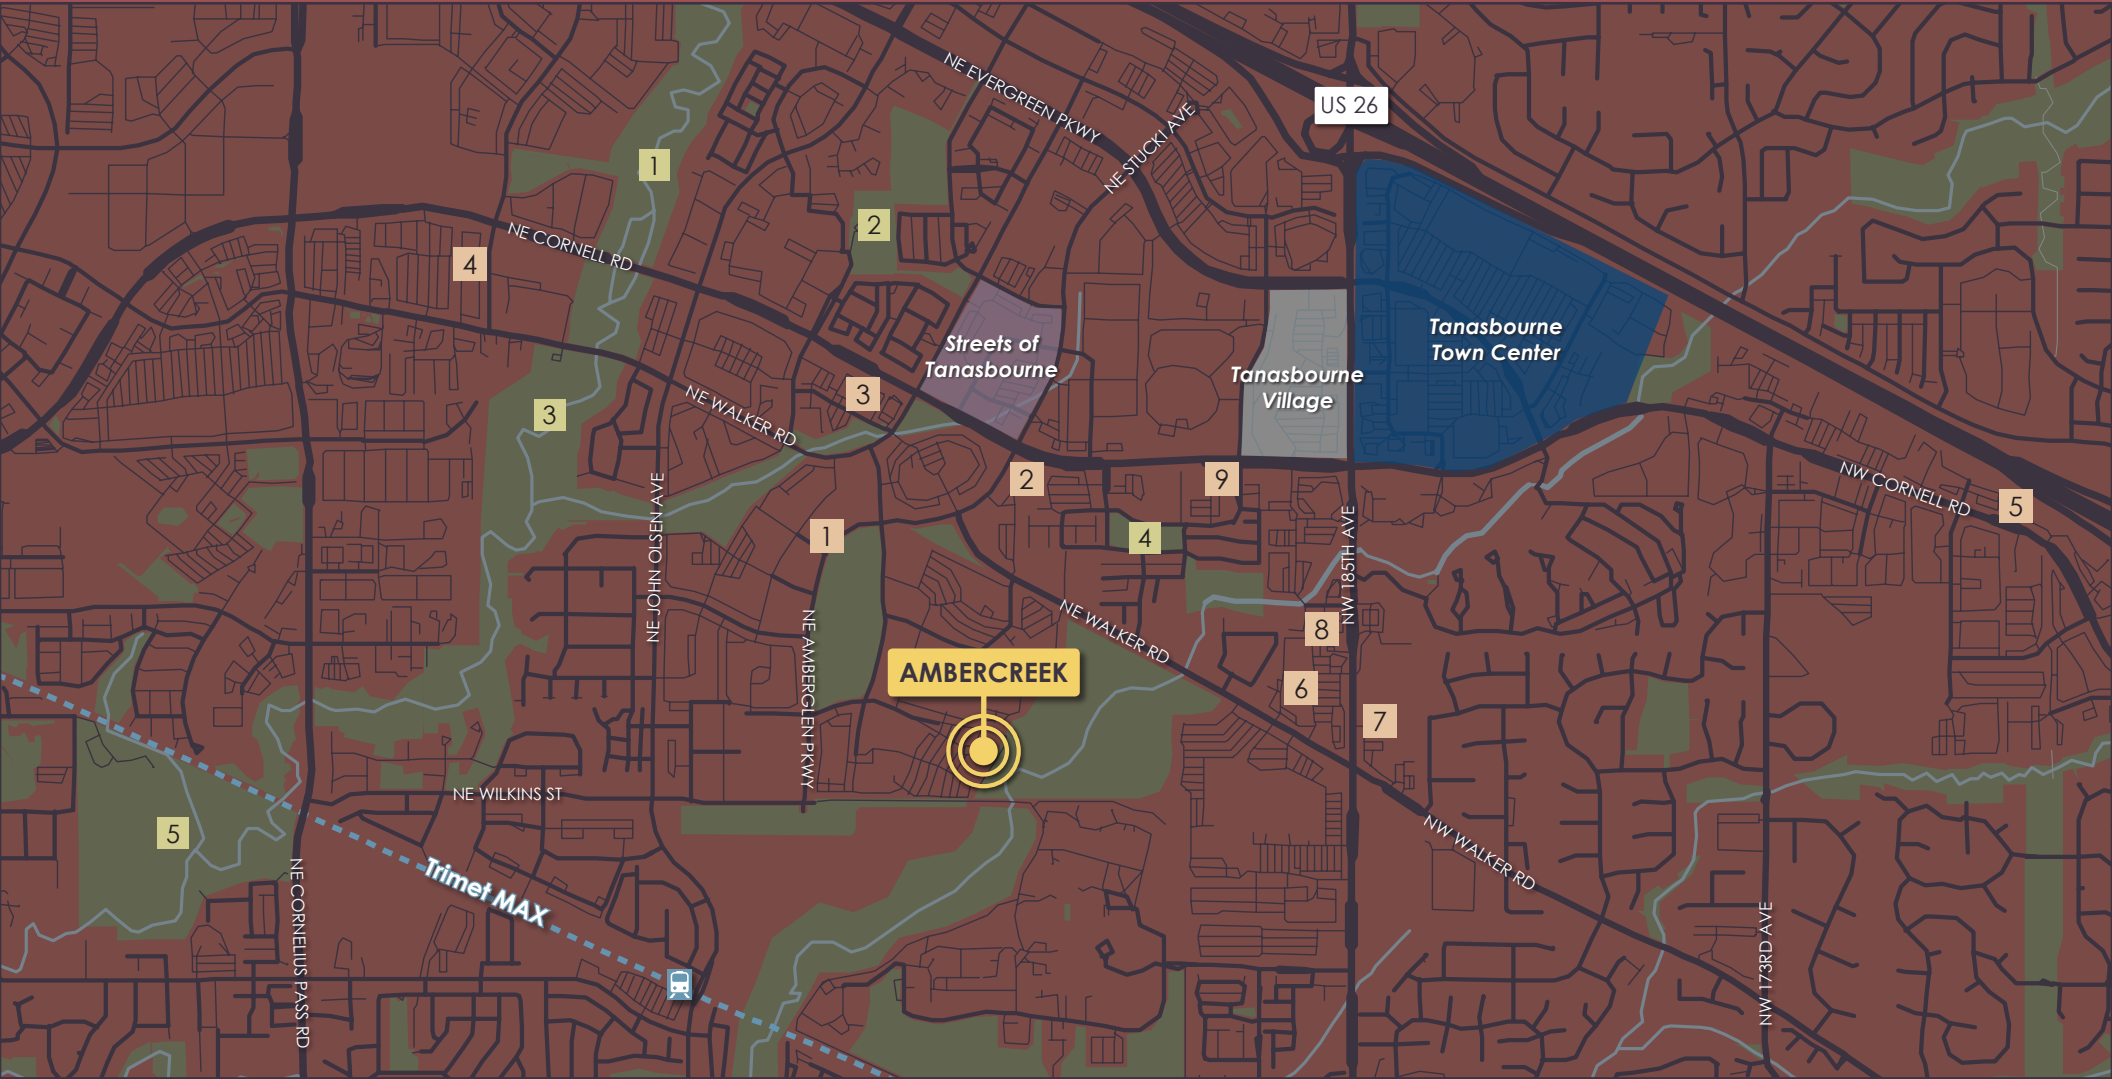 NE EVERGREEN PKWY
NE STUCKI AVE
US 26
1
2
NE CORNELL RD
4
Streets of
Tanasbourne
Tanasbourne
Village
Tanasbourne
Town Center
3
NE WALKER RD
3
2
9
NW CORNELL RD
5
1
4
NE JOHN OLSEN AVE
NW 185TH AVE
NE WALKER RD
8
NE AMBERGLEN PKWY
AMBERCREEK
6
7
NE WILKINS ST
5
NW WALKER RD
Trimet MAX
NE CORNELIUS PASS RD
NW 173RD AVE